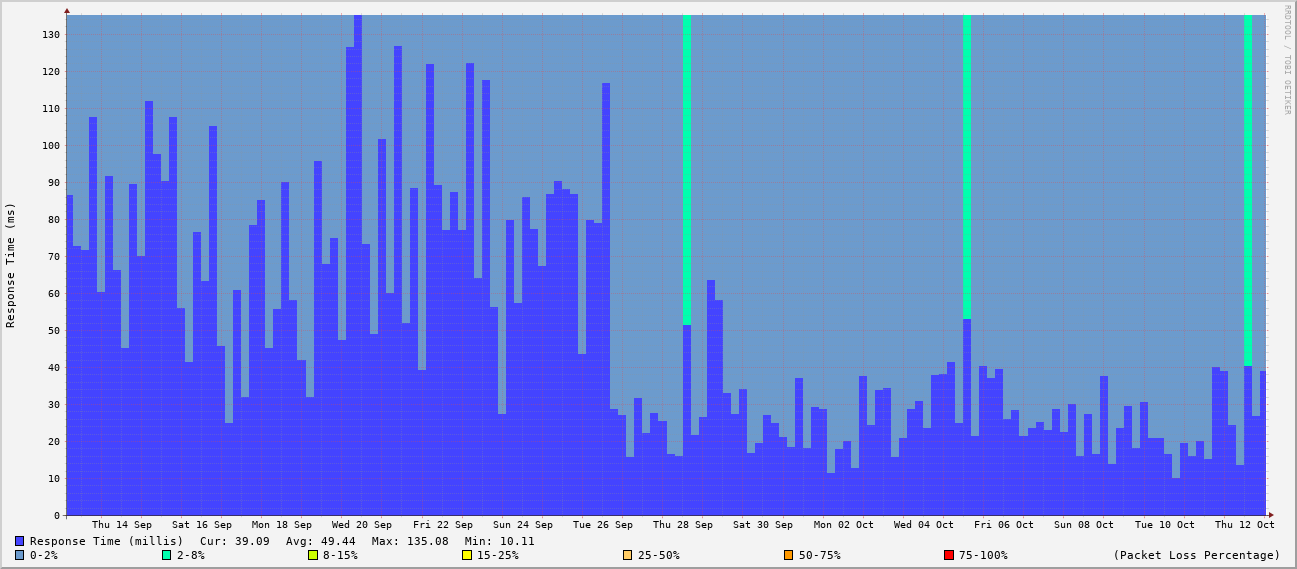 RRDTOOL / TOBI OETIKER
Response Time (ms)
130
120
110
100
90
80
70
60
50
40
30
20
10
0
Thu 14 Sep Sat 16 Sep Mon 18 Sep Wed 20 Sep Fri 22 Sep Sun 24 Sep Tue 26 Sep Thu 28 Sep Sat 30 Sep Mon 02 Oct Wed 04 Oct Fri 06 Oct Sun 08 Oct Tue 10 Oct Thu 12 Oct
Response Time (millis) Cur: 39.09 Avg: 49.44 Max: 135.08 Min: 10.11
0-2% 2-8% 8-15% 15-25% 25-50% 50-75% 75-100% (Packet Loss Percentage)